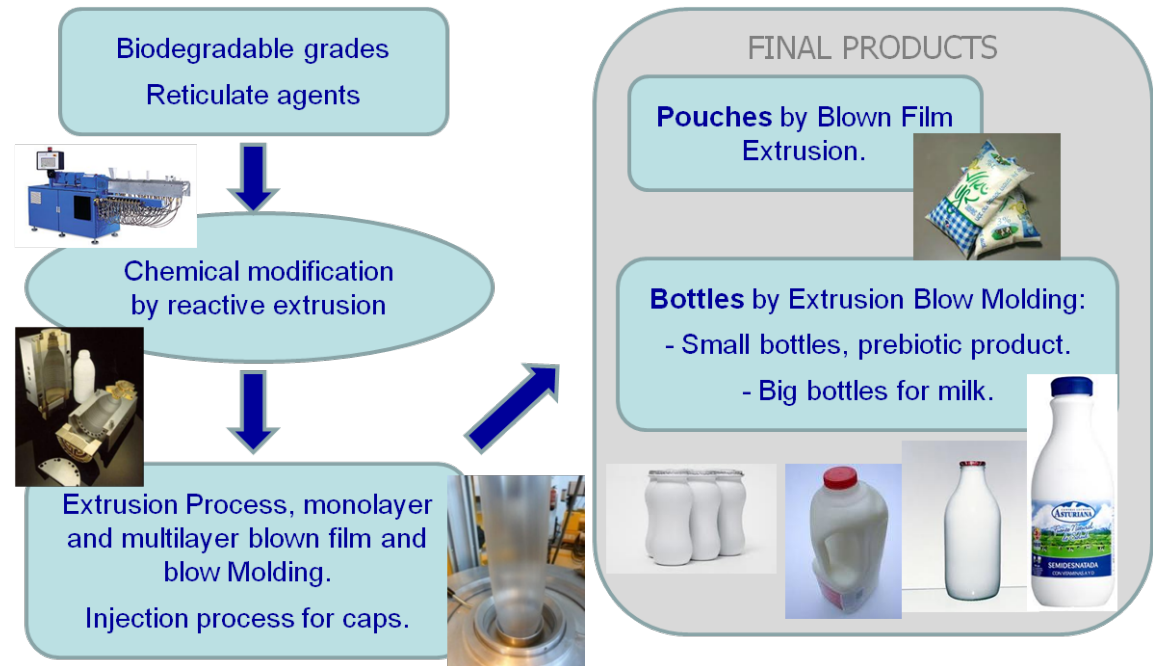 Biodegradable grades
Reticulate agents
Chemical modification
by reactive extrusion
Extrusion Process, monolayer
and multilayer blown film and
blow Molding.
Injection process for caps.
FINAL PRODUCTS
Pouches by Blown Film
Extrusion.
Bottles by Extrusion Blow Molding:
- Small bottles, prebiotic product.
- Big bottles for milk.
ASTURIANA
SEMIDESNATADA
CON VITAMINAS A Y D